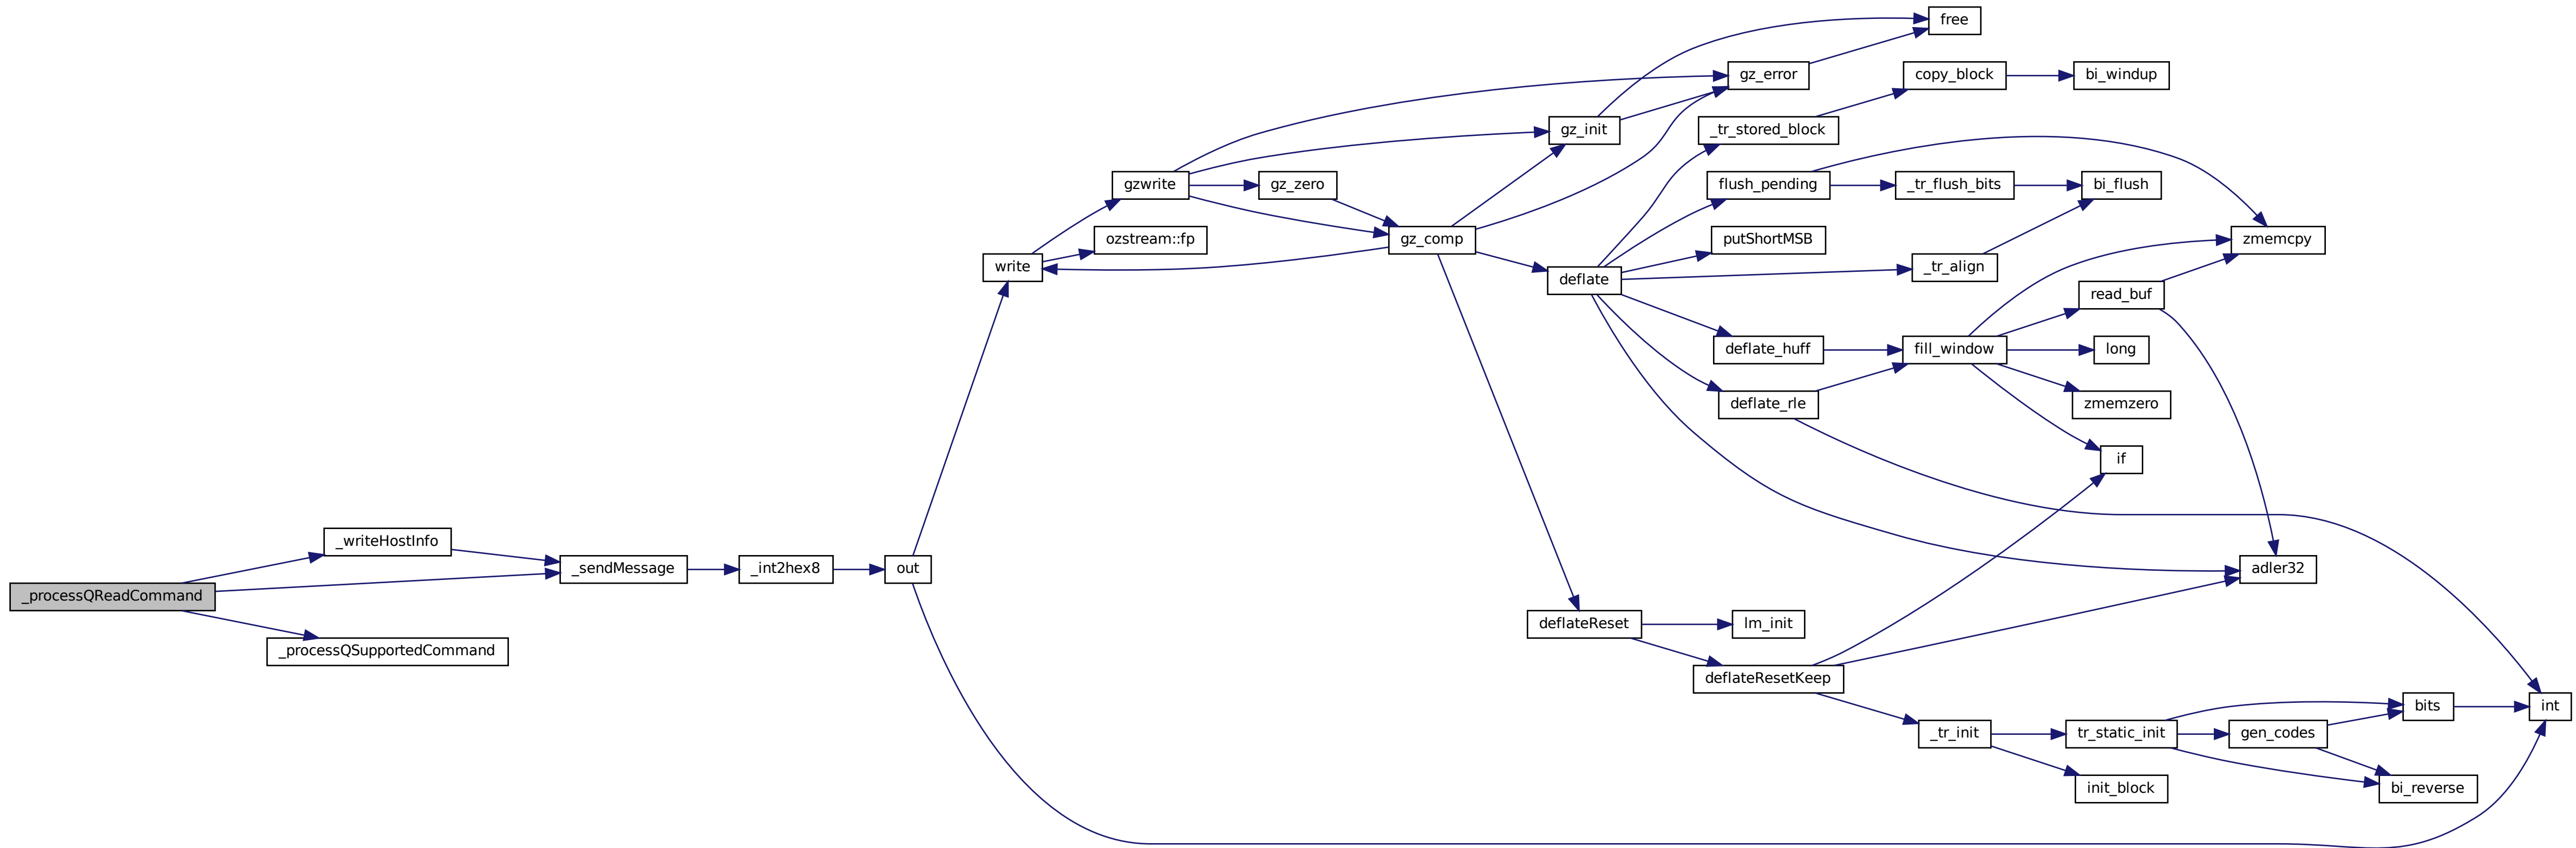 _processQReadCommand
_writeHostInfo
_processQSupportedCommand
_sendMessage
_int2hex8
out
write
gzwrite
ozstream::fp
gz_zero
gz_comp
gz_init
deflate
deflateReset
free
gz_error
_tr_stored_block
flush_pending
putShortMSB
deflate_huff
deflate_rle
lm_init
deflateResetKeep
copy_block
_tr_flush_bits
_tr_align
fill_window
_tr_init
bi_windup
bi_flush
read_buf
long
zmemzero
if
tr_static_init
init_block
zmemcpy
adler32
gen_codes
bits
bi_reverse
int